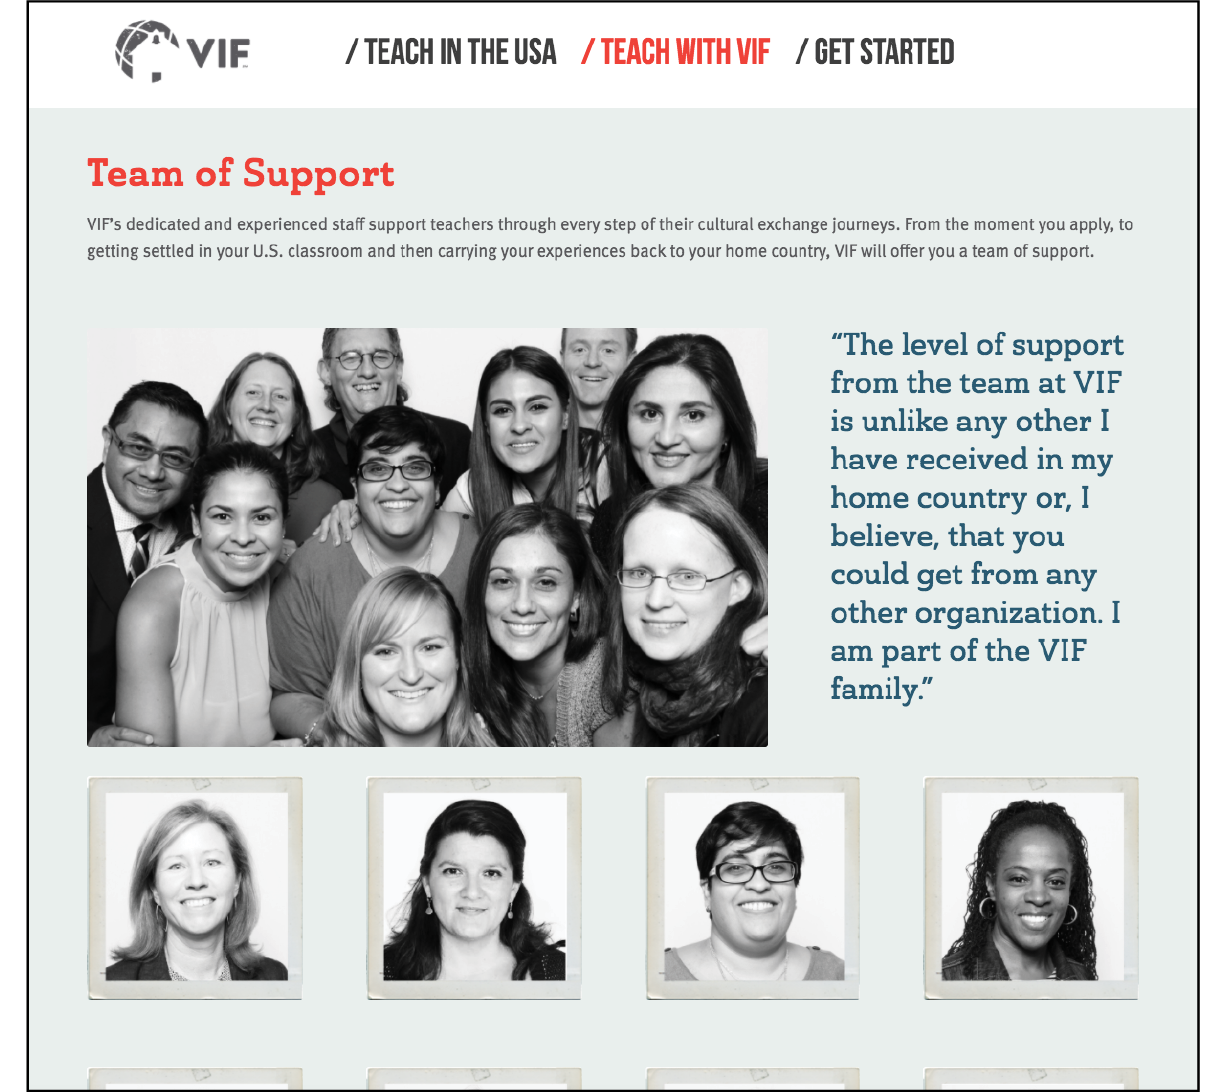 VIF
/ TEACH IN THE USA / TEACH WITH VIF / GET STARTED
Team of Support
VIF's dedicated and experienced staff support teachers through every step of their cultural exchange journeys. From the moment you apply, to
getting settled in your U.S. classroom and then carrying your experiences back to your home country, VIF will offer you a team of support.
“The level of support
from the team at VIF
is unlike any other I
have received in my
home country or, I
believe, that you
could get from any
other organization. I
am part of the VIF
family.”